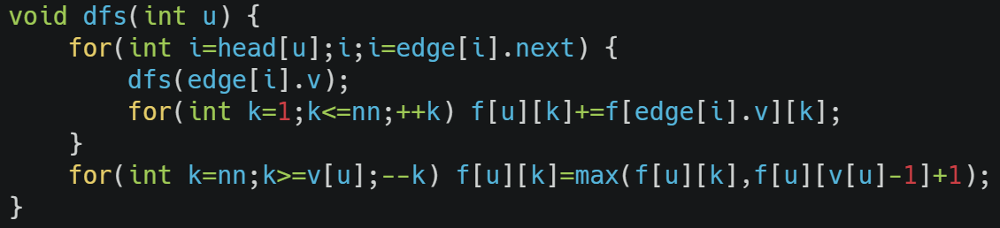 void dfs(int u) {
    for(int i=head[u];i;i=edge[i].next) {
        dfs(edge[i].v);
        for(int k=1;k<=nn;++k) f[u][k]+=f[edge[i].v][k];
    }
    for(int k=nn;k>=v[u];--k) f[u][k]=max(f[u][k],f[u][v[u]-1]+1);
}